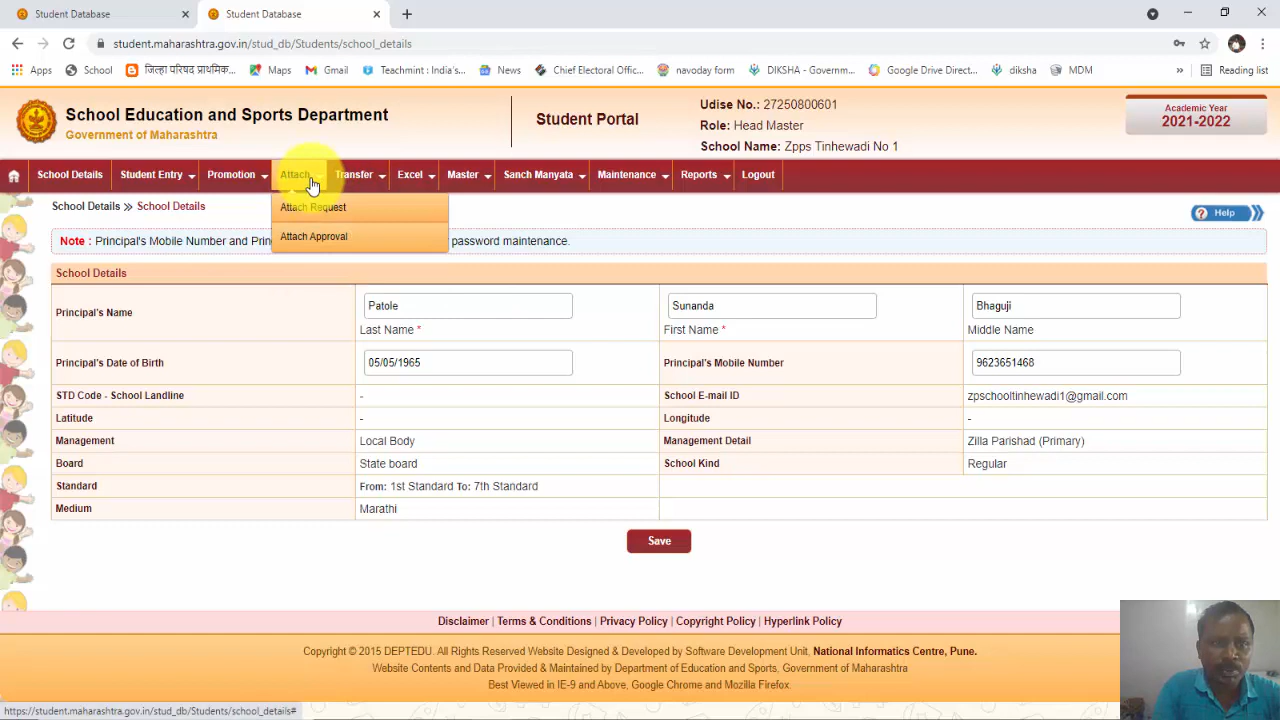 Student Database
Student Database
student.maharashtra.gov.in/stud_db/Students/school_details
Apps School जिल्हा परिषद प्राथमिक... Maps Gmail Teachmint : India's... News Chief Electoral Offic... navoday form DIKSHA - Governm... Google Drive Direct... diksha MDM » Reading list
School Education and Sports Department
Government of Maharashtra
Student Portal
Udise No.: 27250800601
Role: Head Master
School Name: Zpps Tinhewadi No 1
Academic Year
2021-2022
School Details Student Entry Promotion Attach Transfer Excel Master Sanch Manyata Maintenance Reports Logout
Attach Request
Attach Approval
School Details » School Details
Help
Note : Principal's Mobile Number and Prin password maintenance.
School Details
Principal's Name Patole Sunanda Bhaguji
Last Name * First Name * Middle Name
Principal's Date of Birth 05/05/1965 Principal's Mobile Number 9623651468
STD Code - School Landline - School E-mail ID zpschooltinhewadi1@gmail.com
Latitude - Longitude -
Management Local Body Management Detail Zilla Parishad (Primary)
Board State board School Kind Regular
Standard From: 1st Standard To: 7th Standard
Medium Marathi
Save
Disclaimer | Terms & Conditions | Privacy Policy | Copyright Policy | Hyperlink Policy
Copyright © 2015 DEPTEDU. All Rights Reserved Website Designed & Developed by Software Development Unit, National Informatics Centre, Pune.
Website Contents and Data Provided & Maintained by Department of Education and Sports, Government of Maharashtra
Best Viewed in IE-9 and Above, Google Chrome and Mozilla Firefox.
https://student.maharashtra.gov.in/stud_db/Students/school_details#